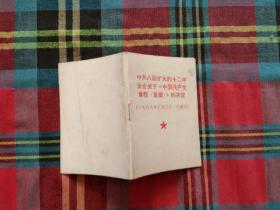 中共八届扩大的十二中
全会关于《中国共产党
章程（草案）》的决定
（一九六八年十月三十一日通过）